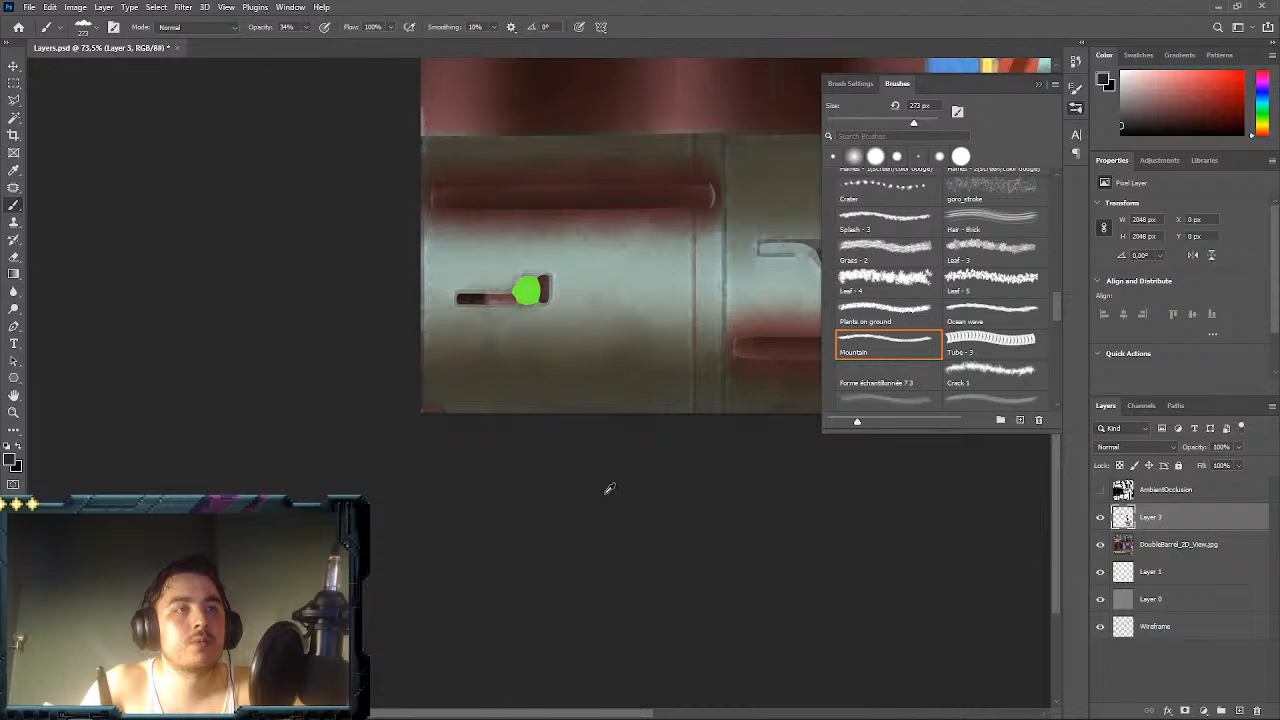 File Edit Image Layer Type Select Filter 3D View Plugins Window Help
273 Mode: Normal Opacity: 34% Flow: 100% Smoothing: 10% 0°
Layers.psd @ 73,5% (Layer 3, RGB/8#) *
Brush Settings Brushes
Size: 273 px
Search Brushes
Crater goro_stroke
Splash - 3 Hair - thick
Grass - 2 Leaf - 3
Leaf - 4 Leaf - 5
Plants on ground Ocean wave
Mountain Tube - 3
Forme échantillonnée 7 3 Crack 1
Color Swatches Gradients Patterns
Properties Adjustments Libraries
Pixel Layer
Transform
W 2048 px X 0 px
H 2048 px Y 0 px
0,00°
Align and Distribute
Align:
Quick Actions
Layers Channels Paths
Kind
Normal Opacity: 100%
Lock: Fill: 100%
AmbientOcclusion
Layer 3
DoubleBarrel_2D_View.jpg
Layer 1
Layer 0
Wireframe